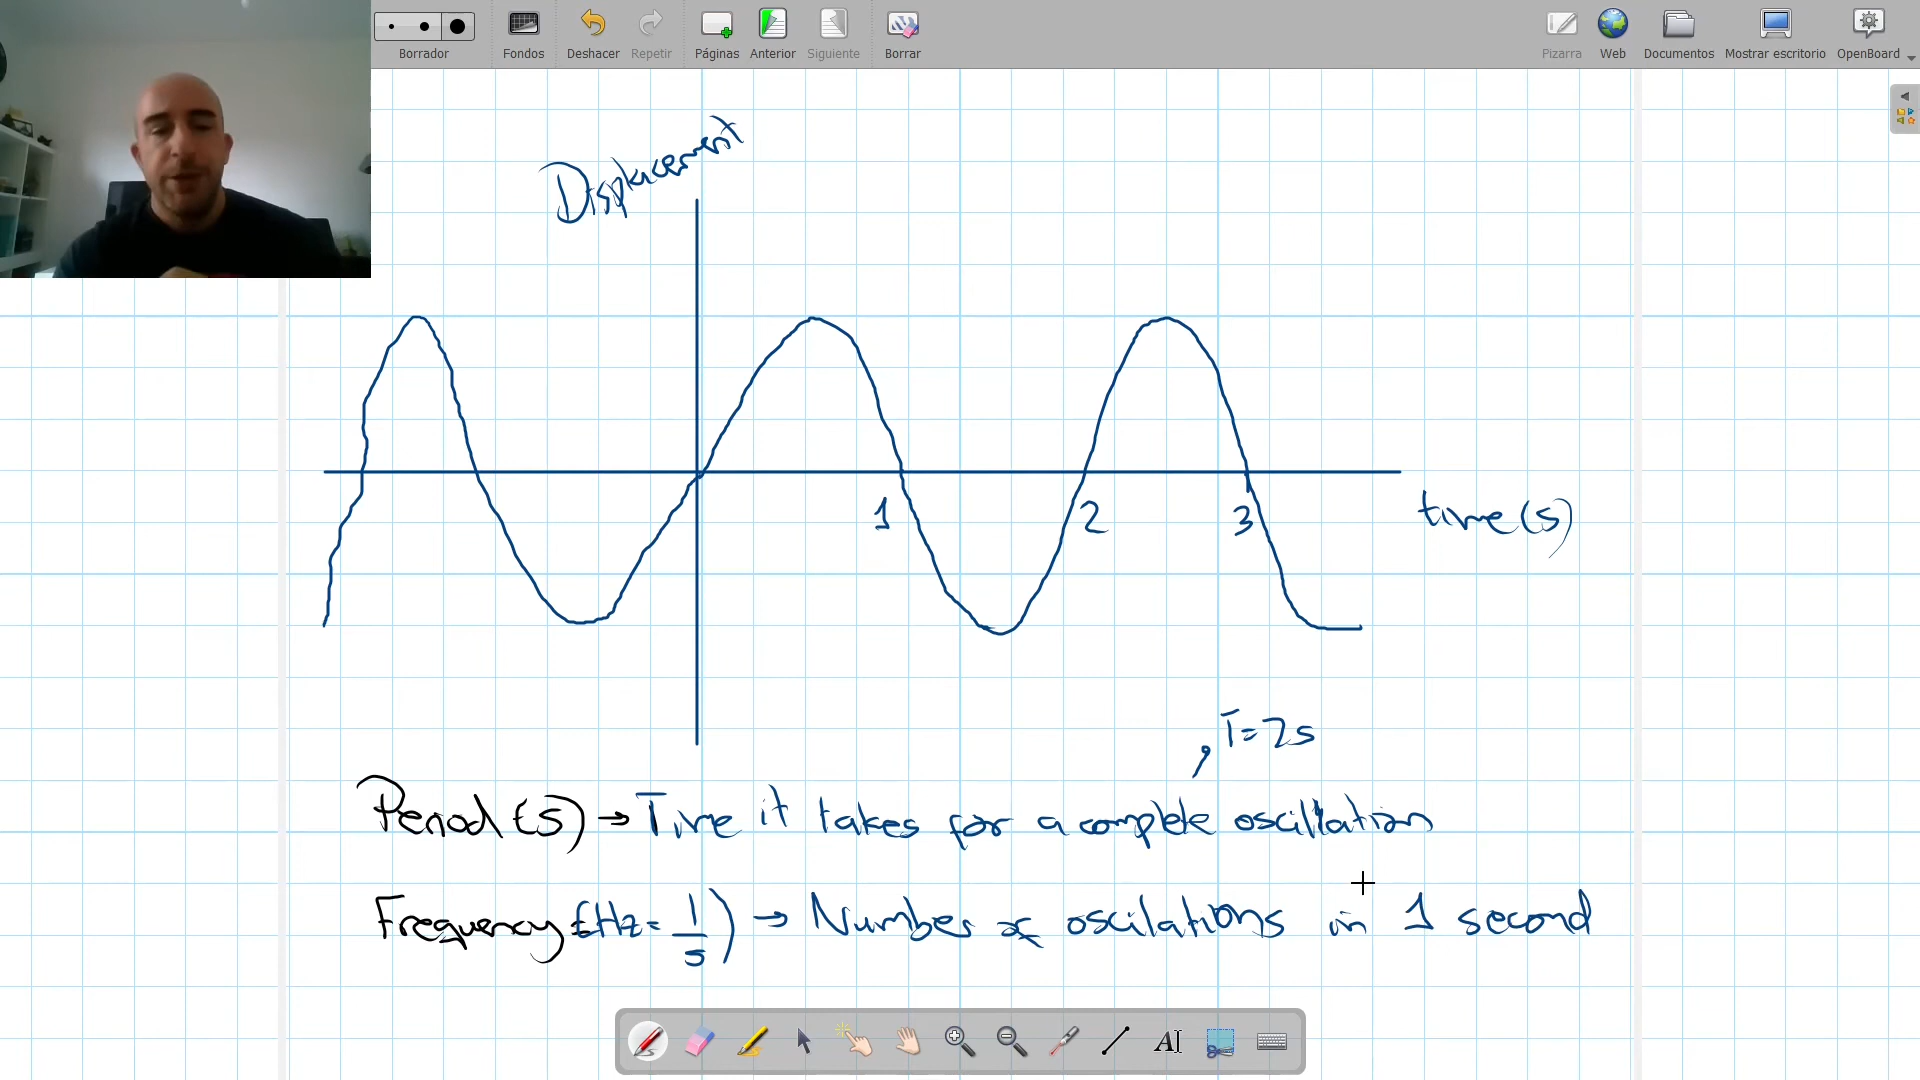 Borrador
Fondos
Deshacer
Repetir
Páginas
Anterior
Siguiente
Borrar
Pizarra
Web
Documentos
Mostrar escritorio
OpenBoard
Displacement
1
2
3
time (s)
T = 2s
Period (s) → Time it takes for a complete oscillation
Frequency (Hz = 1/s) → Number of oscilations in 1 second